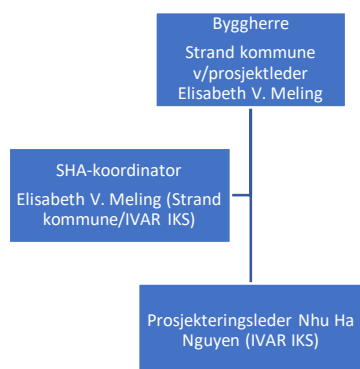 Byggherre
Strand kommune
v/prosjektleder
Elisabeth V. Meling
SHA-koordinator
Elisabeth V. Meling (Strand
kommune/IVAR IKS)
Prosjekteringsleder Nhu Ha
Nguyen (IVAR IKS)